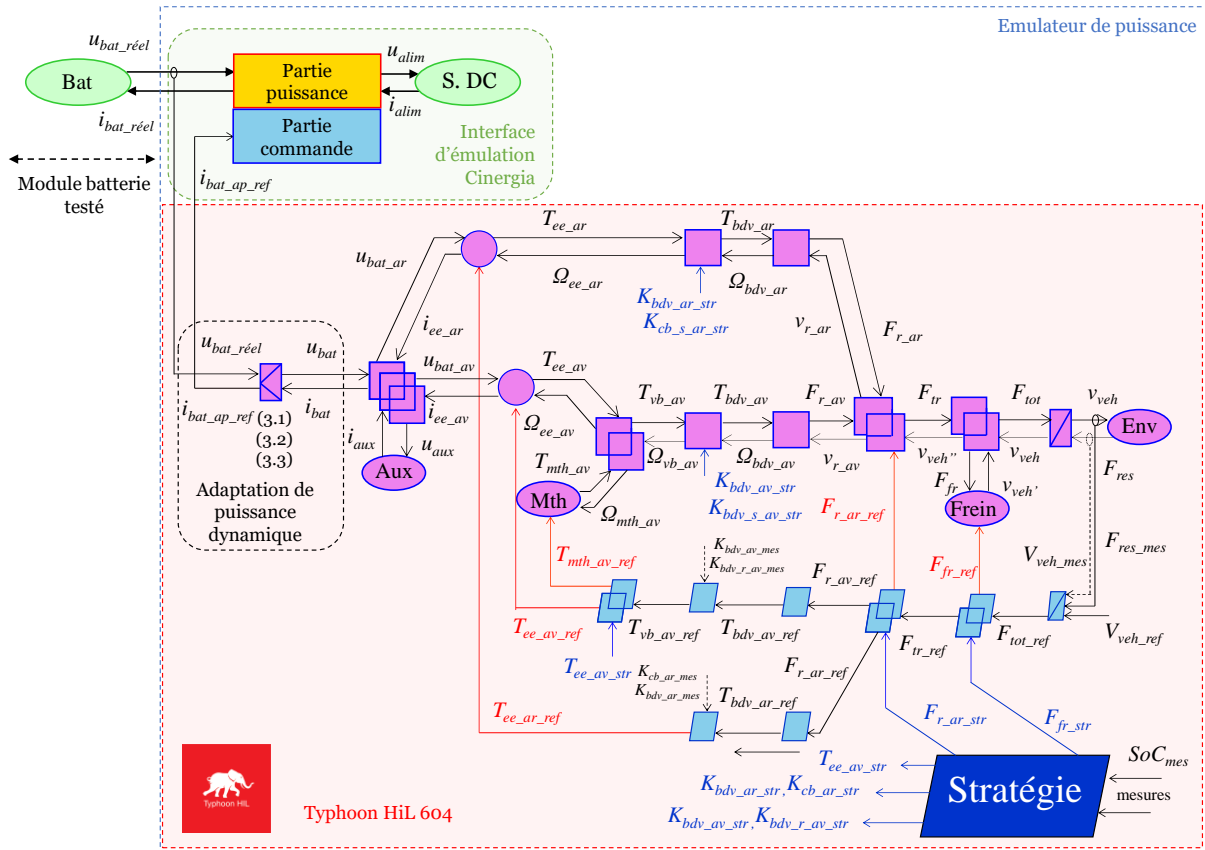 Emulateur de puissance
u_bat_réel
Bat
i_bat_réel
Partie
puissance
Partie
commande
u_alim
i_alim
S. DC
Interface
d'émulation
Cinergia
Module batterie
testé
i_bat_ap_ref
T_ee_ar
T_bdv_ar
u_bat_ar
Ω_ee_ar
Ω_bdv_ar
K_bdv_ar_str
K_cb_s_ar_str
i_ee_ar
v_r_ar
F_r_ar
u_bat_réel
u_bat
u_bat_av
T_ee_av
T_vb_av
T_bdv_av
F_r_av
F_tr
F_tot
v_veh
Env
i_bat_ap_ref
i_bat
i_ee_av
Ω_ee_av
Ω_vb_av
Ω_bdv_av
v_r_av
v_veh''
v_veh
F_res
(3.1)
(3.2)
(3.3)
i_aux
u_aux
Aux
T_mth_av
Mth
Ω_mth_av
K_bdv_av_str
K_bdv_s_av_str
F_r_ar_ref
F_fr
v_veh'
Frein
Adaptation de
puissance
dynamique
T_mth_av_ref
K_bdv_av_mes
K_bdv_r_av_mes
F_r_av_ref
F_fr_ref
V_veh_mes
F_res_mes
T_ee_av_ref
T_vb_av_ref
T_bdv_av_ref
F_tr_ref
F_tot_ref
V_veh_ref
T_ee_av_str
K_cb_ar_mes
K_bdv_ar_mes
F_r_ar_ref
T_ee_ar_ref
T_bdv_ar_ref
F_r_ar_str
F_fr_str
T_ee_av_str
K_bdv_ar_str, K_cb_ar_str
K_bdv_av_str, K_bdv_r_av_str
Stratégie
SoC_mes
mesures
Typhoon HIL
Typhoon HiL 604